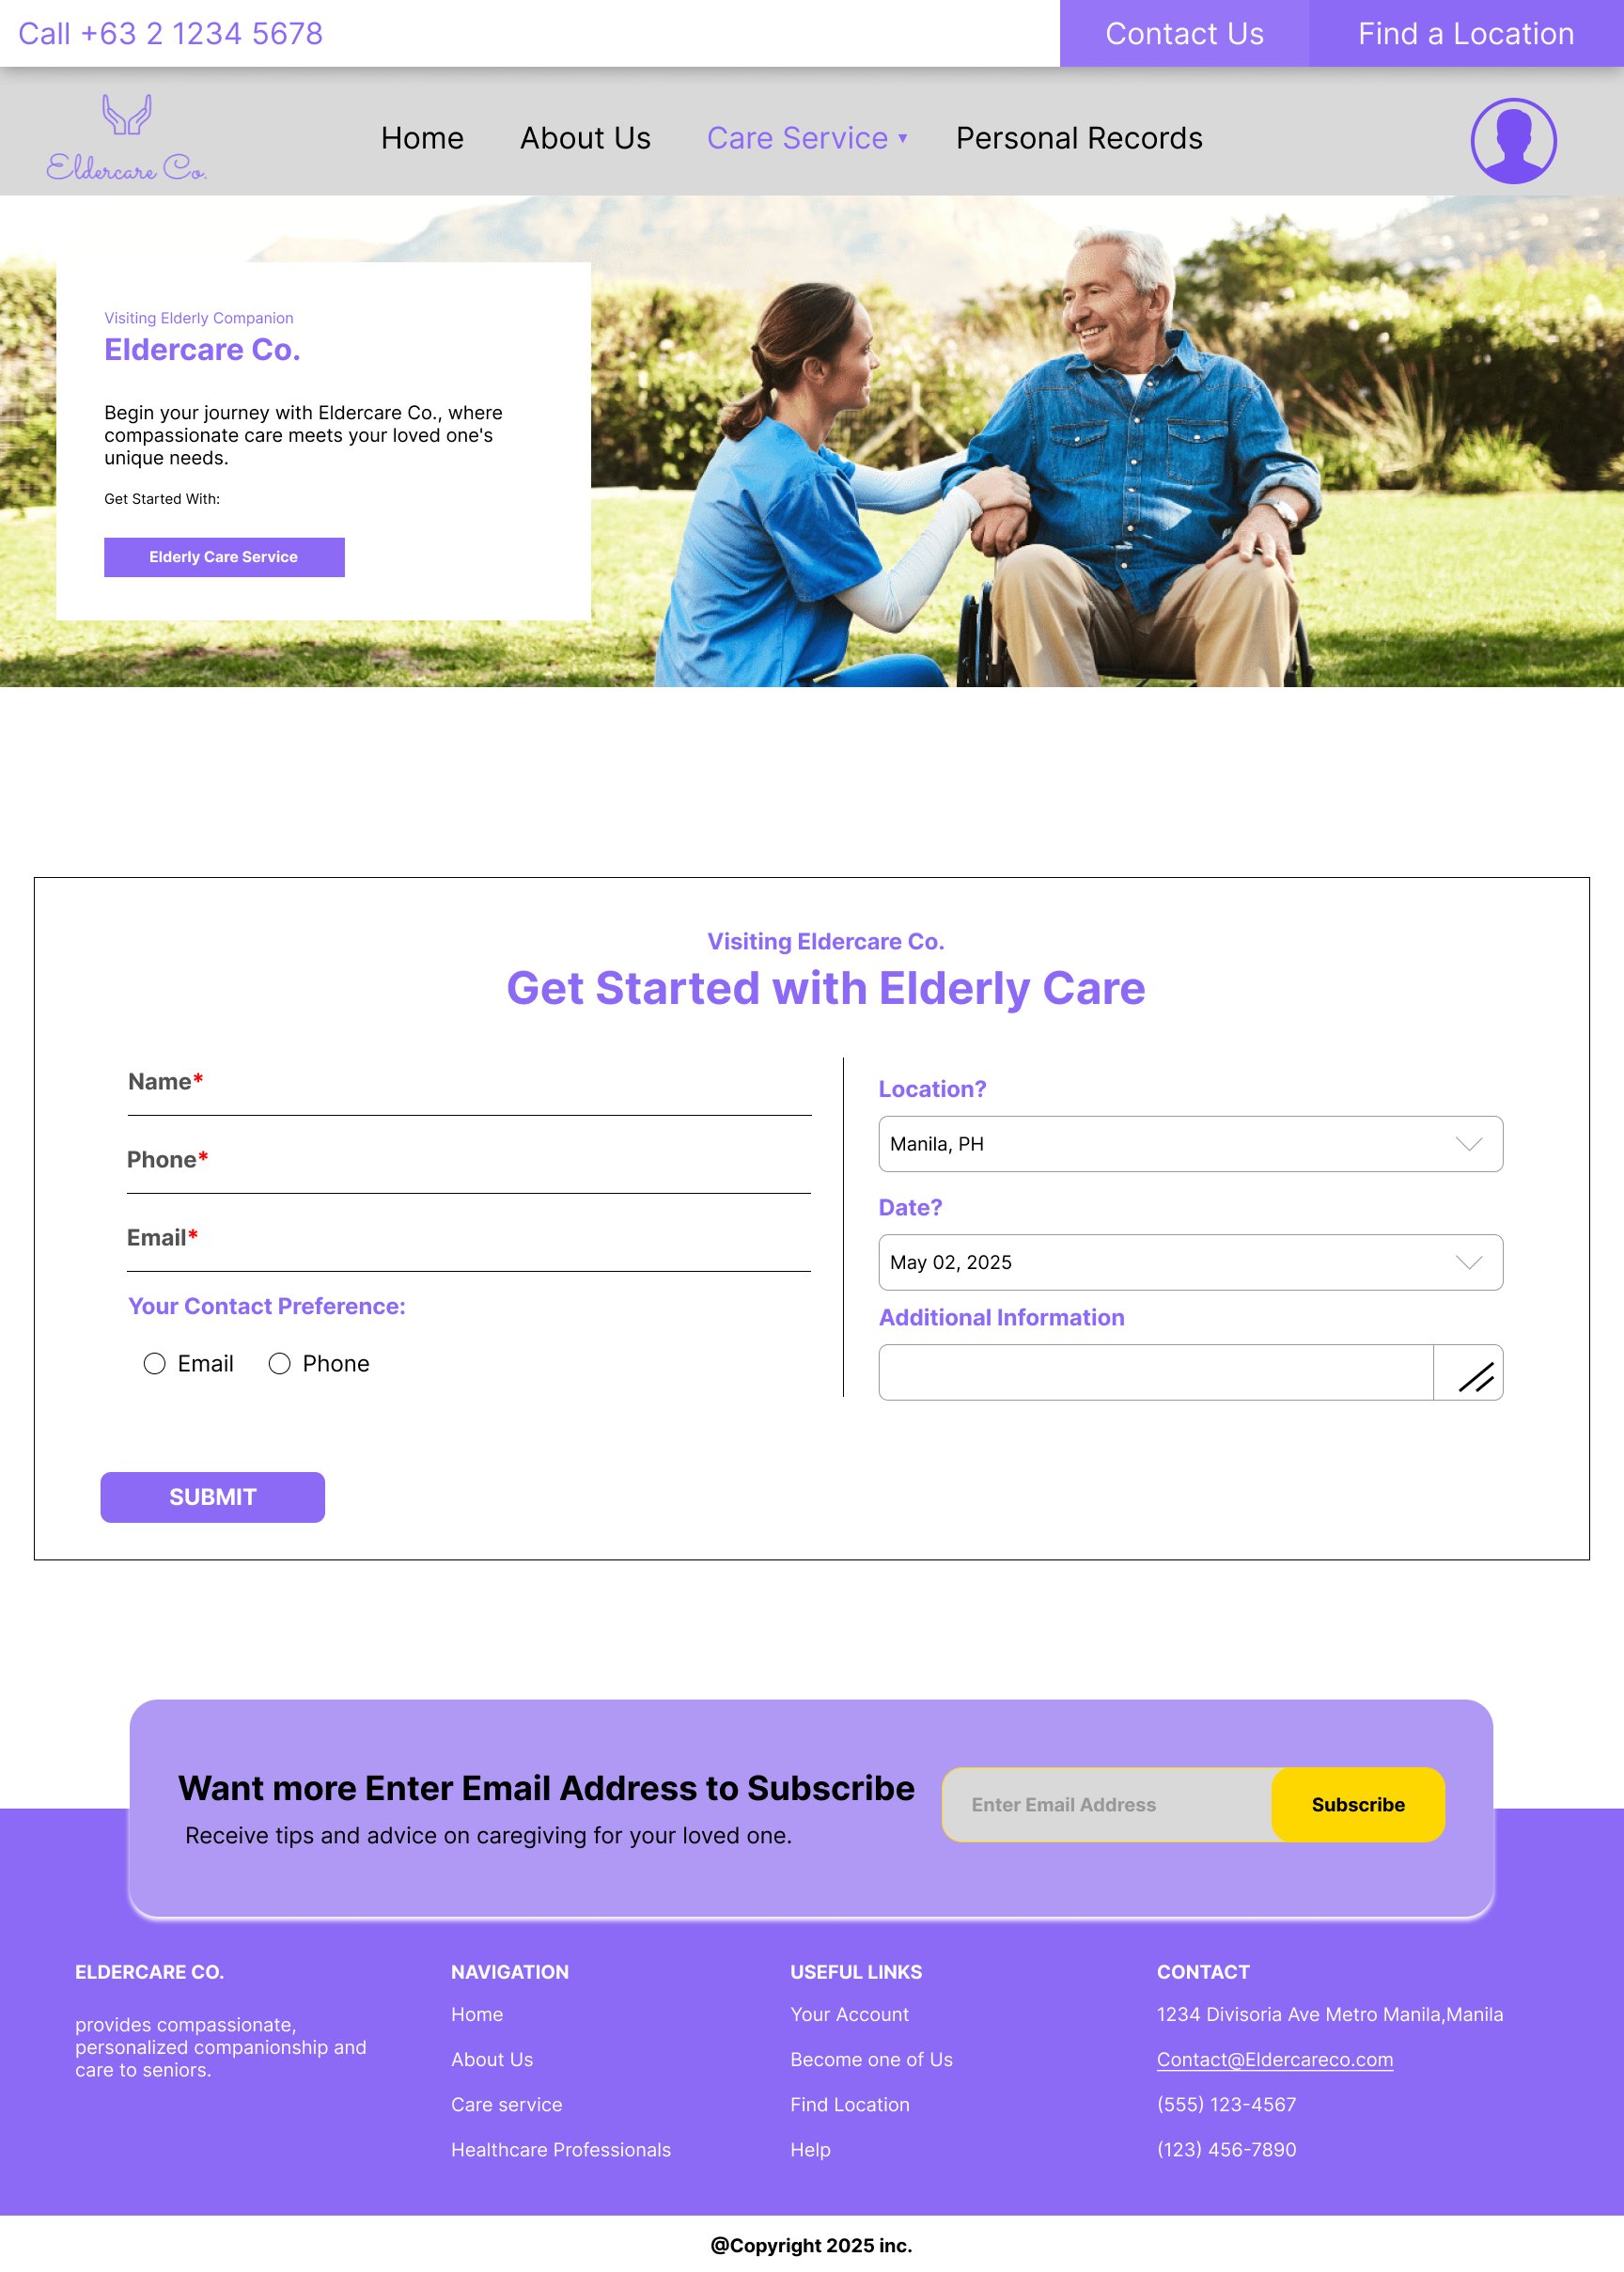 Call +63 2 1234 5678
Contact Us
Find a Location
Eldercare Co.
Home
About Us
Care Service ▾
Personal Records
Visiting Elderly Companion
Eldercare Co.
Begin your journey with Eldercare Co., where
compassionate care meets your loved one's
unique needs.
Get Started With:
Elderly Care Service
Visiting Eldercare Co.
Get Started with Elderly Care
Name*
Phone*
Email*
Your Contact Preference:
Email
Phone
Location?
Manila, PH
Date?
May 02, 2025
Additional Information
SUBMIT
Want more Enter Email Address to Subscribe
Receive tips and advice on caregiving for your loved one.
Enter Email Address
Subscribe
ELDERCARE CO.
provides compassionate,
personalized companionship and
care to seniors.
NAVIGATION
Home
About Us
Care service
Healthcare Professionals
USEFUL LINKS
Your Account
Become one of Us
Find Location
Help
CONTACT
1234 Divisoria Ave Metro Manila,Manila
Contact@Eldercareco.com
(555) 123-4567
(123) 456-7890
@Copyright 2025 inc.